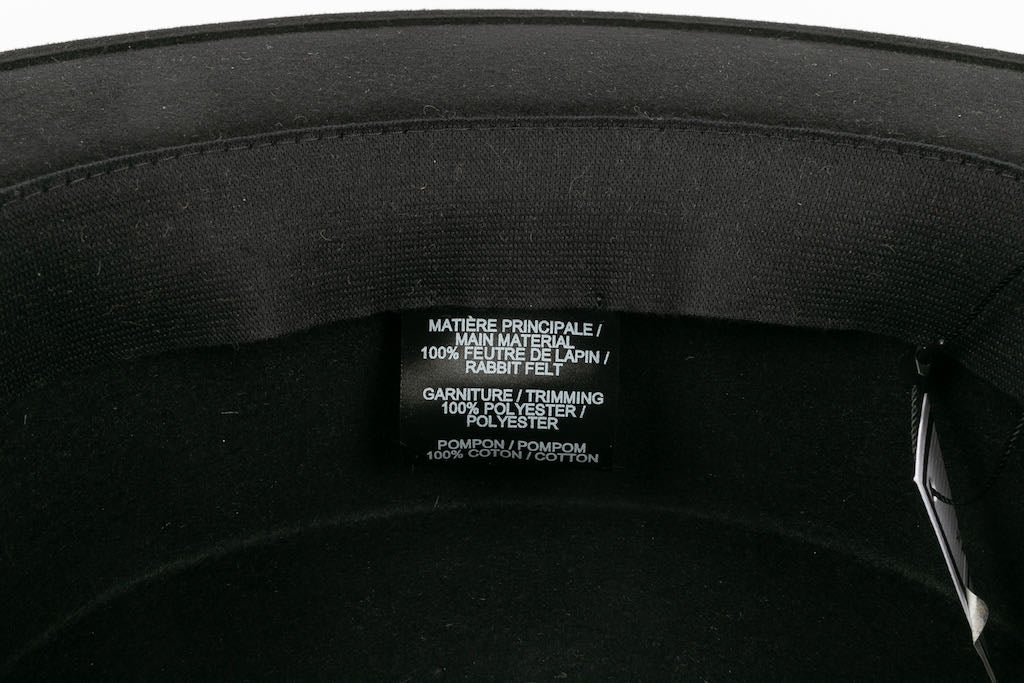 MATIÈRE PRINCIPALE /
MAIN MATERIAL
100% FEUTRE DE LAPIN /
RABBIT FELT
GARNITURE / TRIMMING
100% POLYESTER /
POLYESTER
POMPON / POMPOM
100% COTON / COTTON